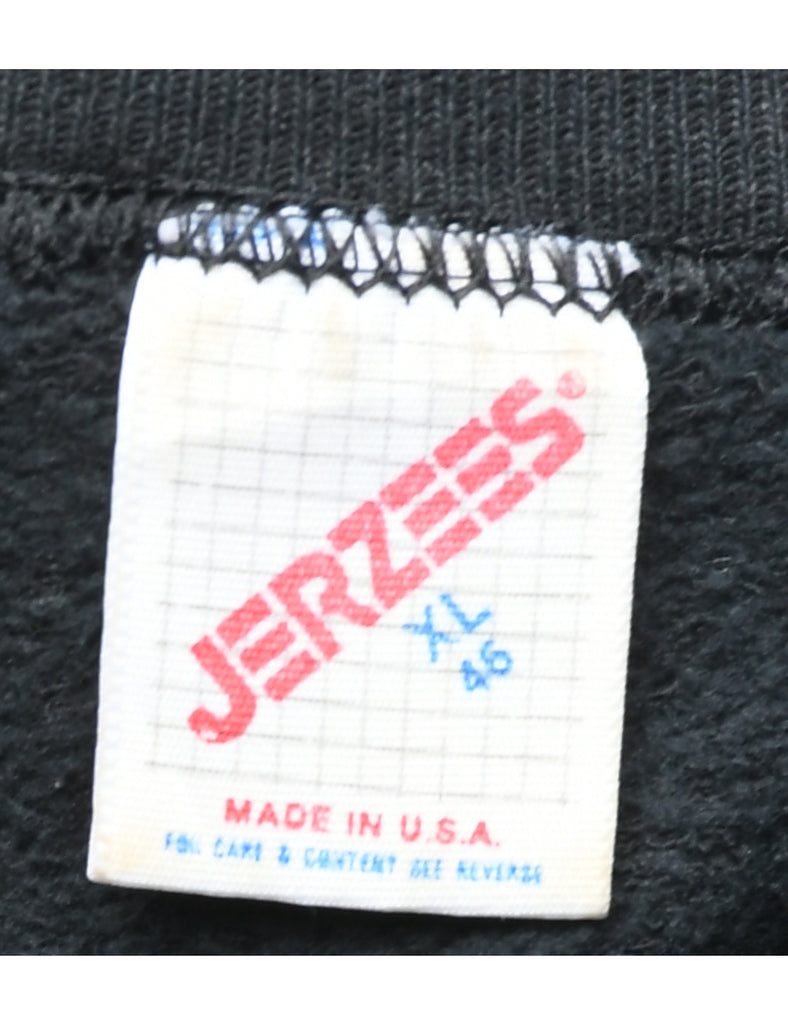 JERZEES®
XL
46
MADE IN U.S.A.
FOR CARE & CONTENT SEE REVERSE